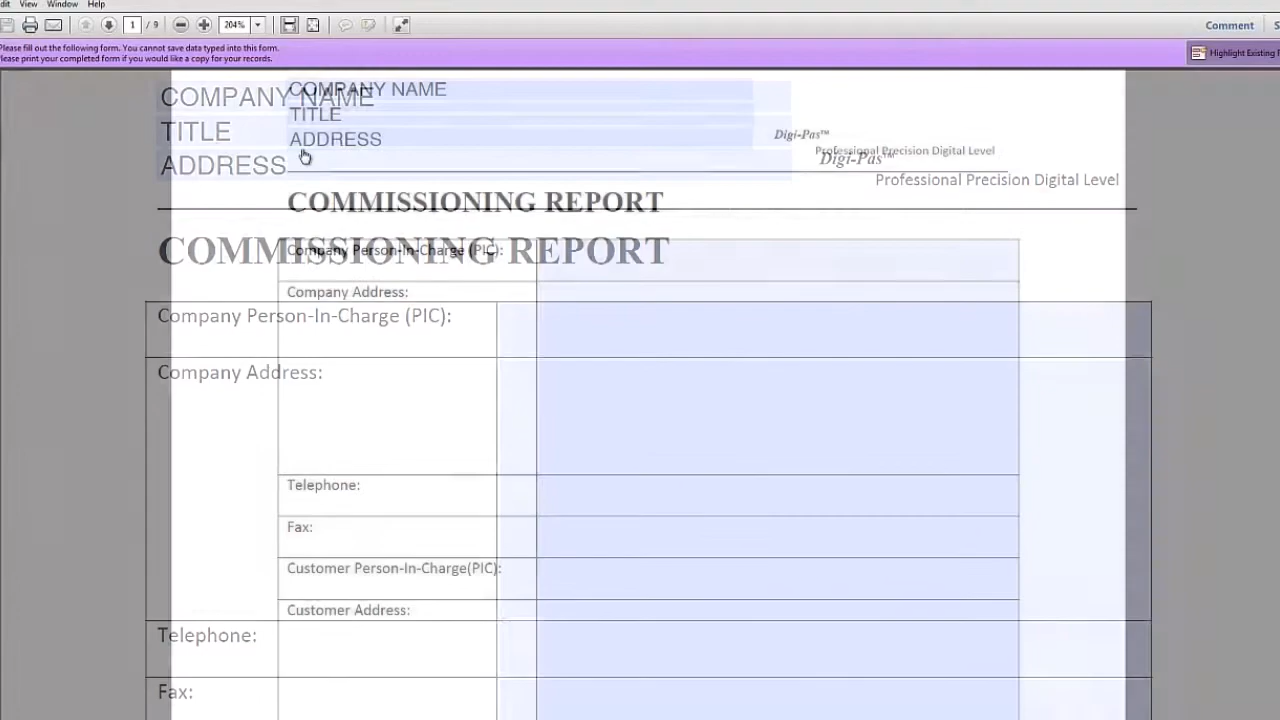 dit View Window Help
1 / 9 204% Comment S
Please fill out the following form. You cannot save data typed into this form.
Please print your completed form if you would like a copy for your records.
Highlight Existing F
COMPANY NAME
COMPANY NAME
TITLE
TITLE
ADDRESS
ADDRESS
Digi-Pas™
Professional Precision Digital Level
Digi-Pas™
Professional Precision Digital Level
COMMISSIONING REPORT
COMMISSIONING REPORT
Company Person-In-Charge (PIC):
Company Address:
Company Person-In-Charge (PIC):
Company Address:
Telephone:
Fax:
Customer Person-In-Charge(PIC):
Customer Address:
Telephone:
Fax: